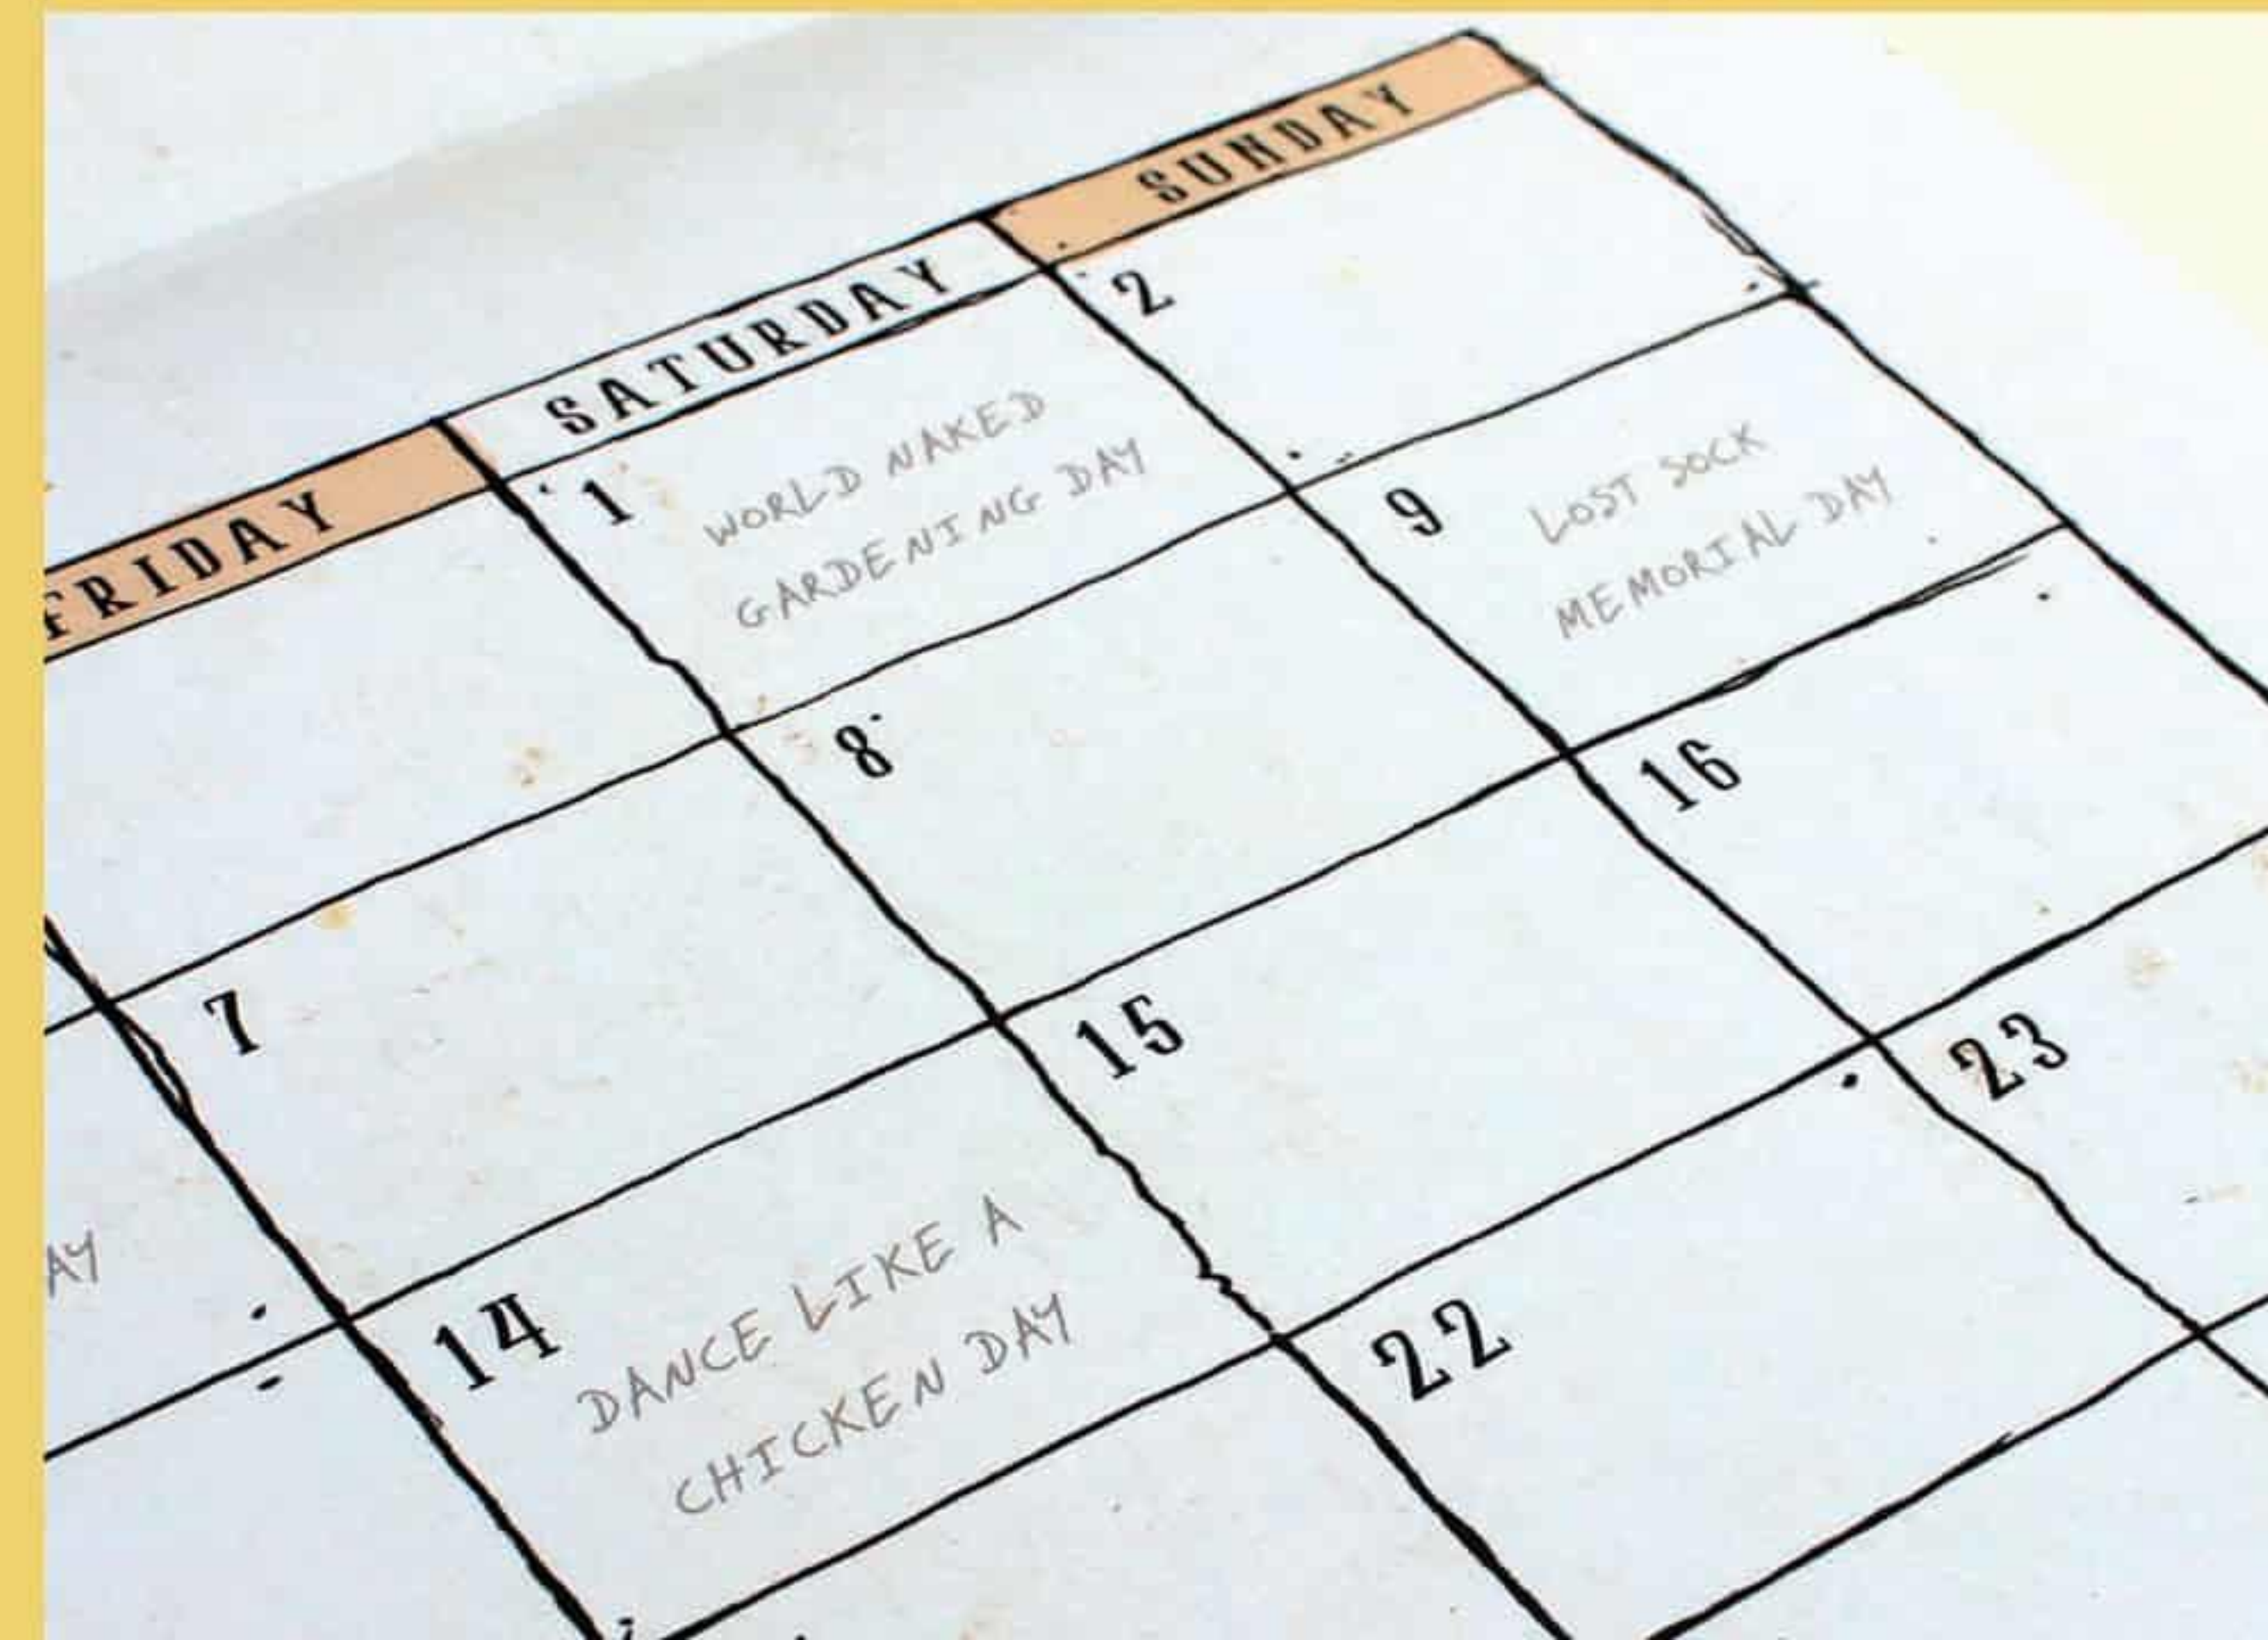 FRIDAY SATURDAY SUNDAY
1 WORLD NAKED
GARDENING DAY
2
7
8
9 LOST SOCK
MEMORIAL DAY
AY
14 DANCE LIKE A
CHICKEN DAY
15
16
22
23